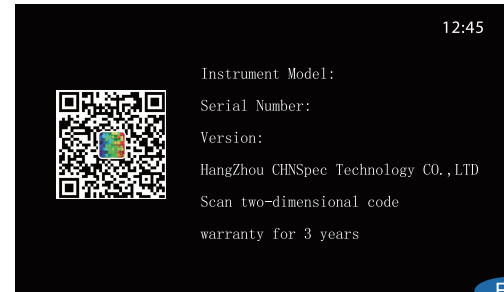 12:45
Instrument Model:
Serial Number:
Version:
HangZhou CHNSpec Technology CO.,LTD
Scan two-dimensional code
warranty for 3 years